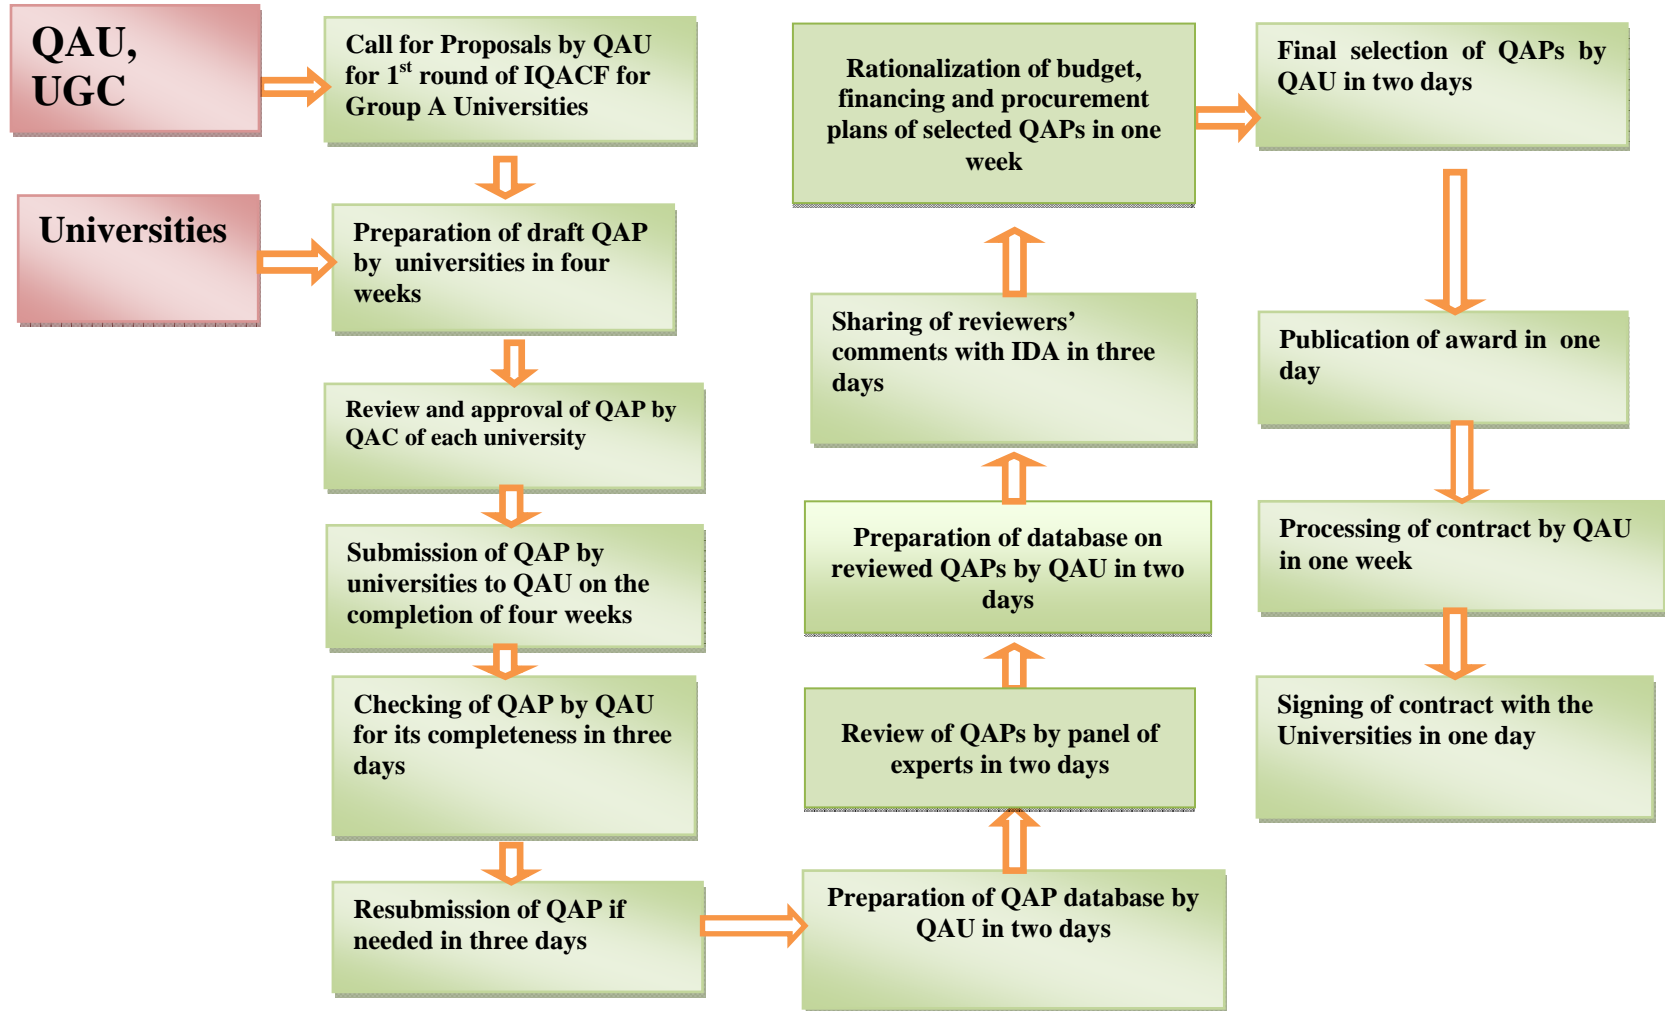 QAU,
UGC
Call for Proposals by QAU
for 1st round of IQACF for
Group A Universities
Universities
Preparation of draft QAP
by universities in four
weeks
Review and approval of QAP by
QAC of each university
Submission of QAP by
universities to QAU on the
completion of four weeks
Checking of QAP by QAU
for its completeness in three
days
Resubmission of QAP if
needed in three days
Preparation of QAP database by
QAU in two days
Review of QAPs by panel of
experts in two days
Preparation of database on
reviewed QAPs by QAU in two
days
Sharing of reviewers’
comments with IDA in three
days
Rationalization of budget,
financing and procurement
plans of selected QAPs in one
week
Final selection of QAPs by
QAU in two days
Publication of award in one
day
Processing of contract by QAU
in one week
Signing of contract with the
Universities in one day